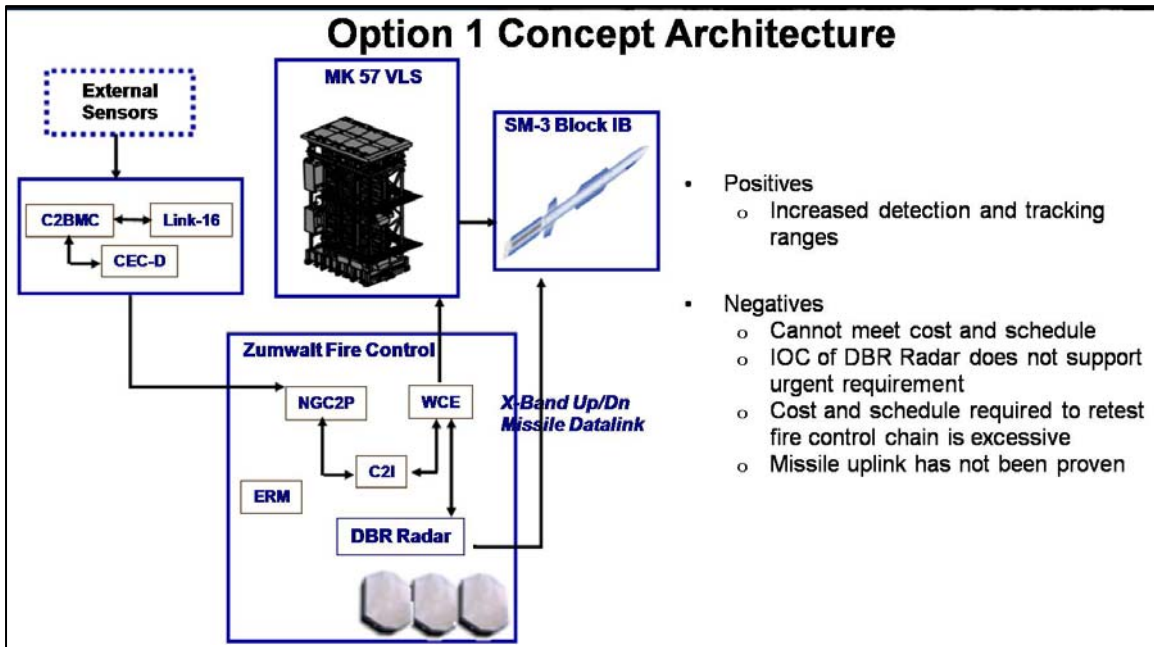 Option 1 Concept Architecture
External
Sensors
C2BMC
Link-16
CEC-D
MK 57 VLS
SM-3 Block IB
Zumwalt Fire Control
NGC2P
WCE
C2I
ERM
DBR Radar
X-Band Up/Dn
Missile Datalink
• Positives
o Increased detection and tracking
ranges
• Negatives
o Cannot meet cost and schedule
o IOC of DBR Radar does not support
urgent requirement
o Cost and schedule required to retest
fire control chain is excessive
o Missile uplink has not been proven